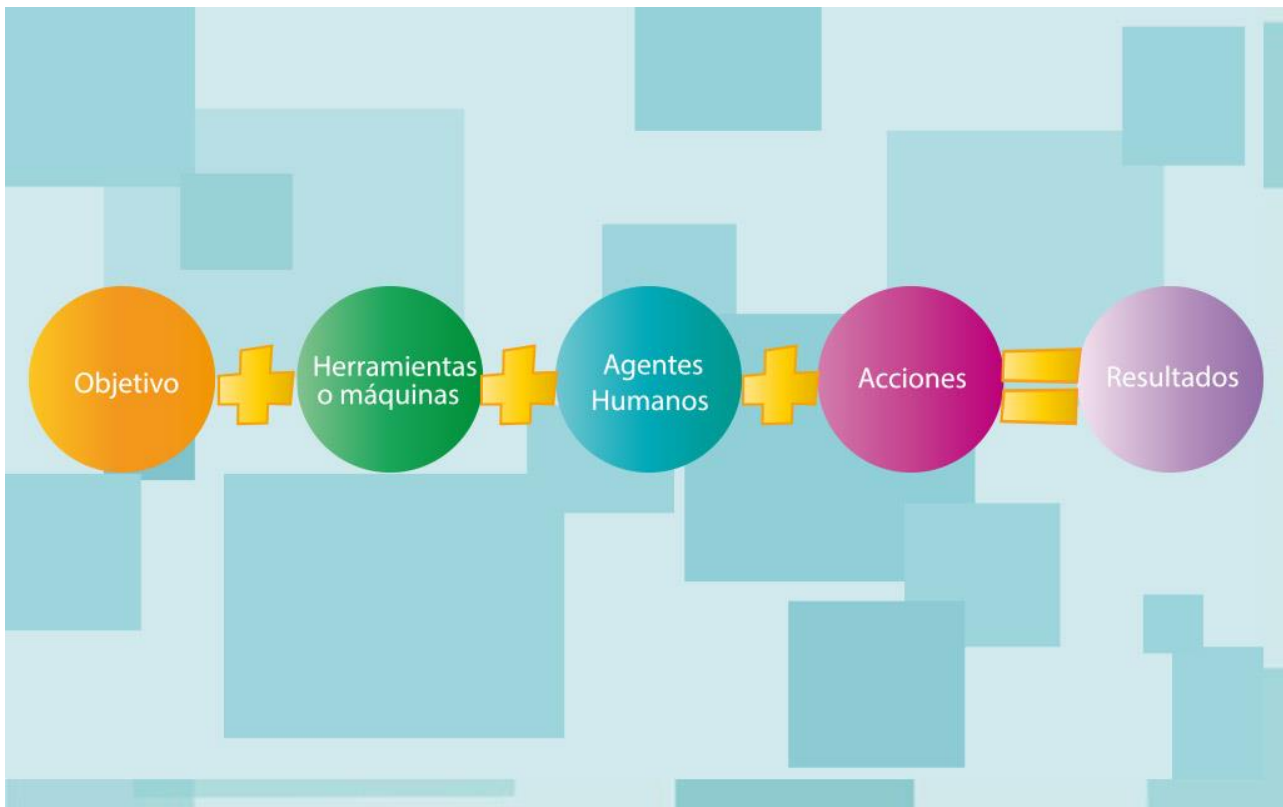 Objetivo
Herramientas
o máquinas
Agentes
Humanos
Acciones
Resultados